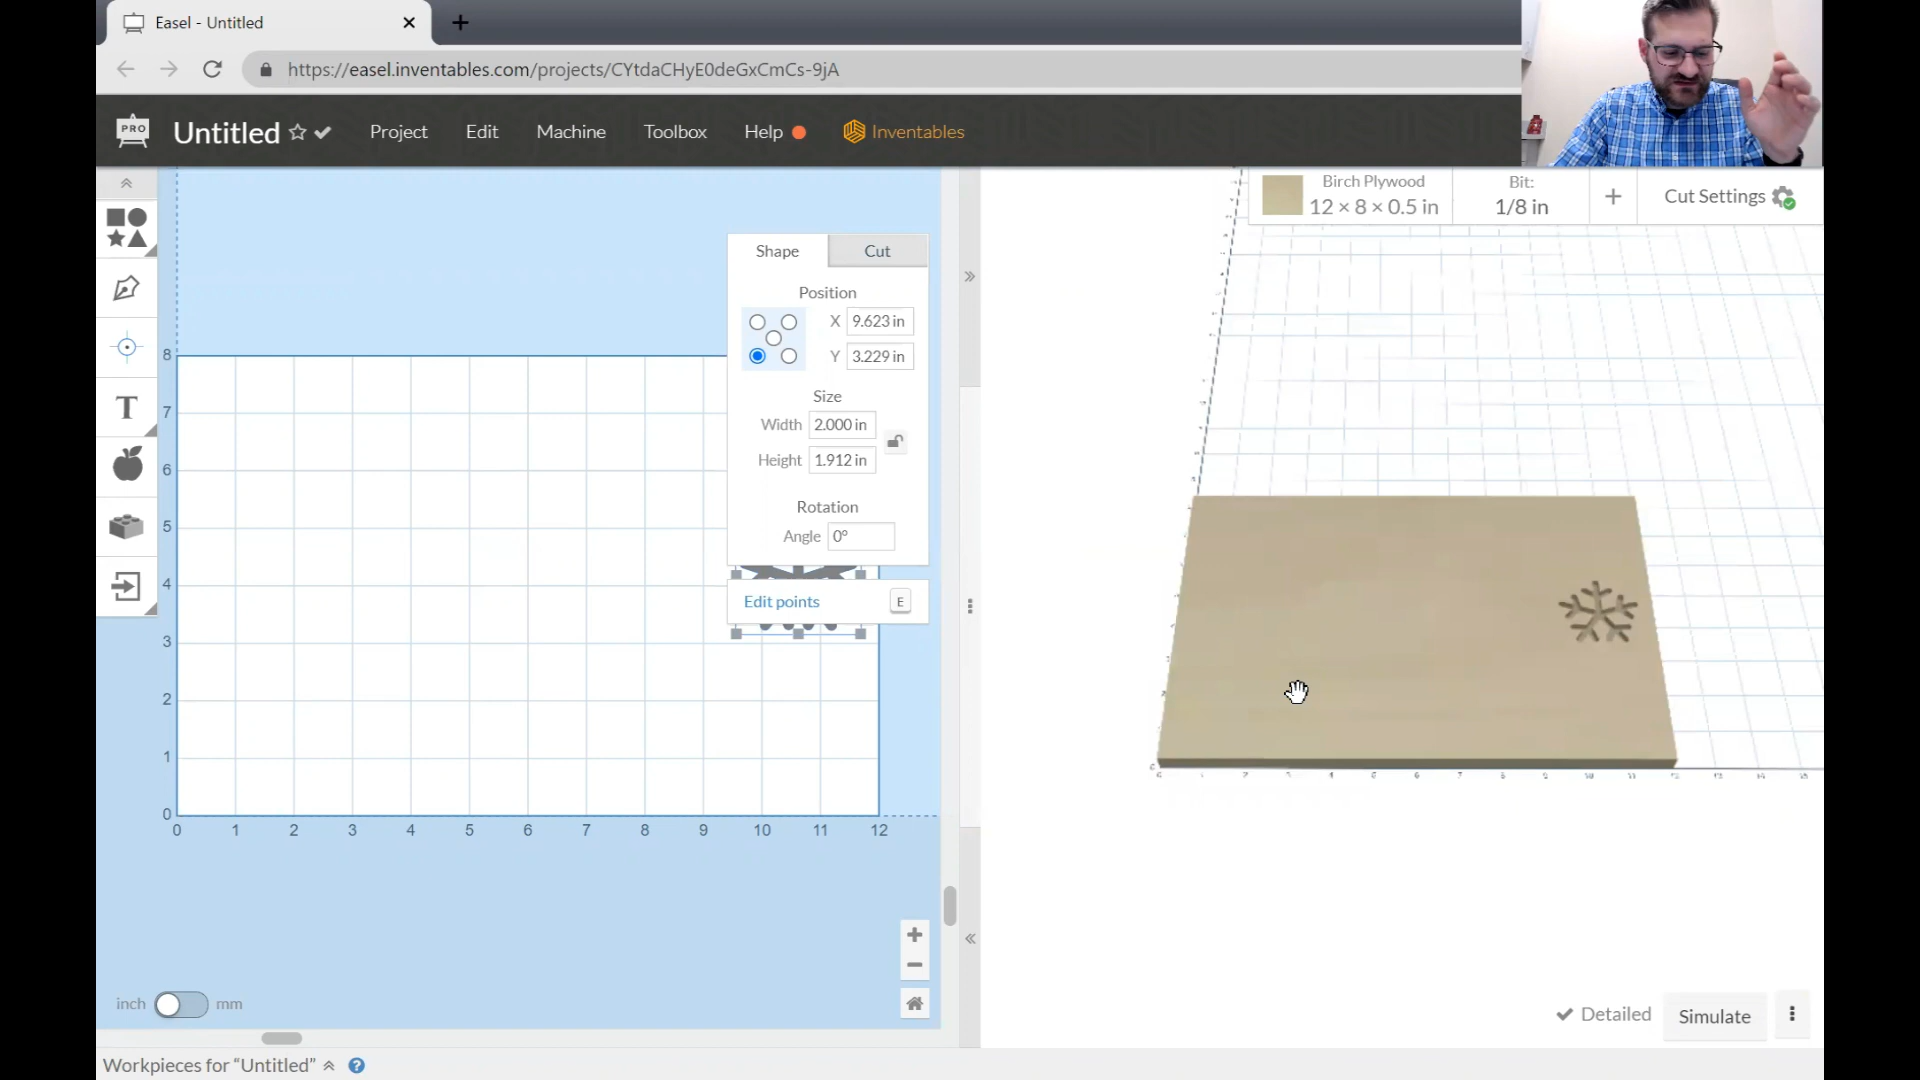 Easel - Untitled
https://easel.inventables.com/projects/CYtdaCHyE0deGxCmCs-9jA
PRO
Untitled
Project Edit Machine Toolbox Help Inventables
Birch Plywood
12 × 8 × 0.5 in
Bit:
1/8 in
Cut Settings
Shape Cut
Position
X 9.623 in
Y 3.229 in
Size
Width 2.000 in
Height 1.912 in
Rotation
Angle 0°
Edit points E
T
8
7
6
5
4
3
2
1
0
0 1 2 3 4 5 6 7 8 9 10 11 12
inch mm
Detailed
Simulate
Workpieces for “Untitled” ?